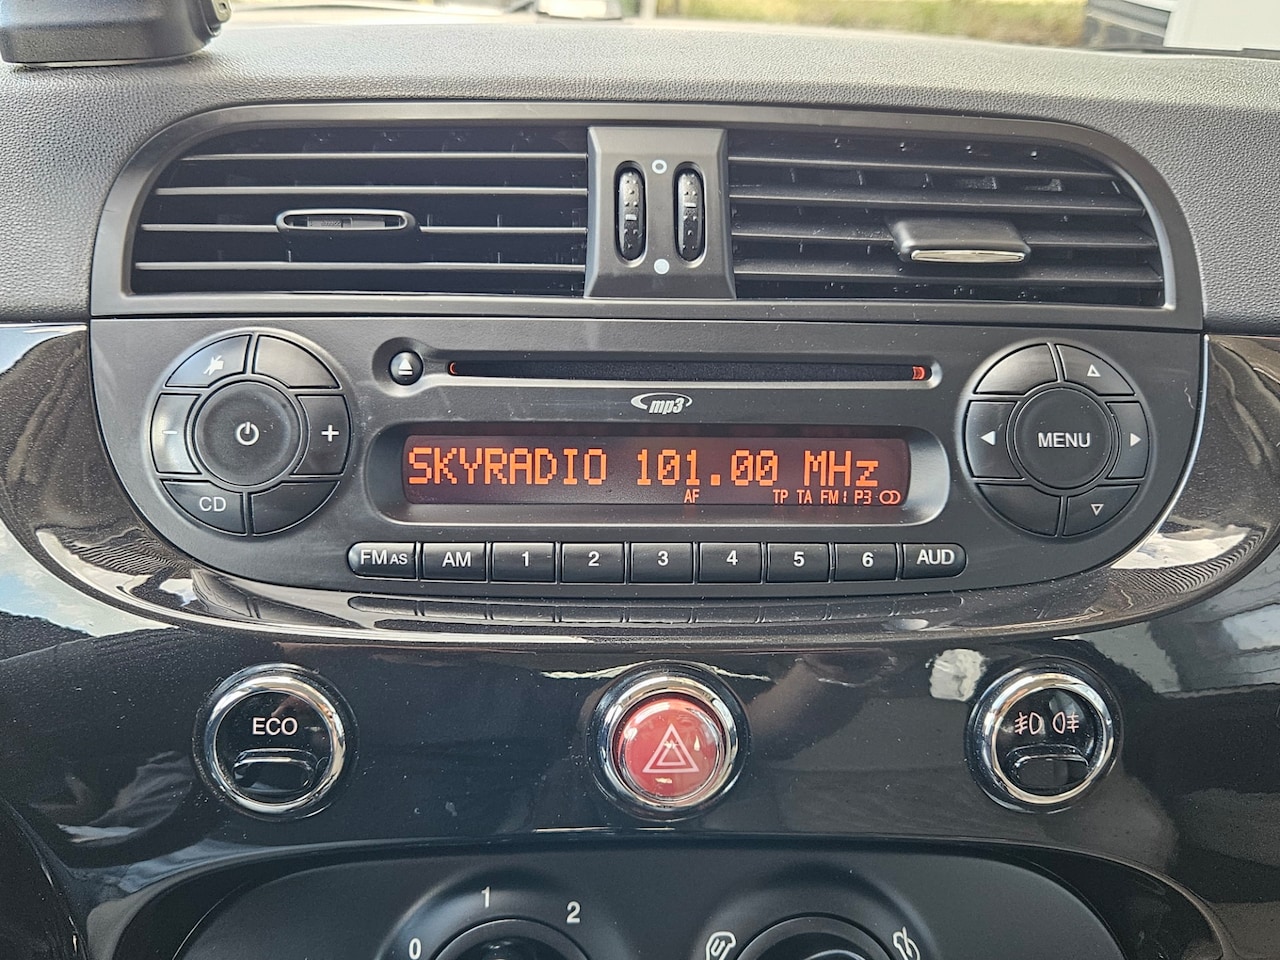 mp3
SKYRADIO 101.00 MHz
AF TP TA FM1 P3
- +
CD
MENU
FM AS AM 1 2 3 4 5 6 AUD
ECO
0 1 2